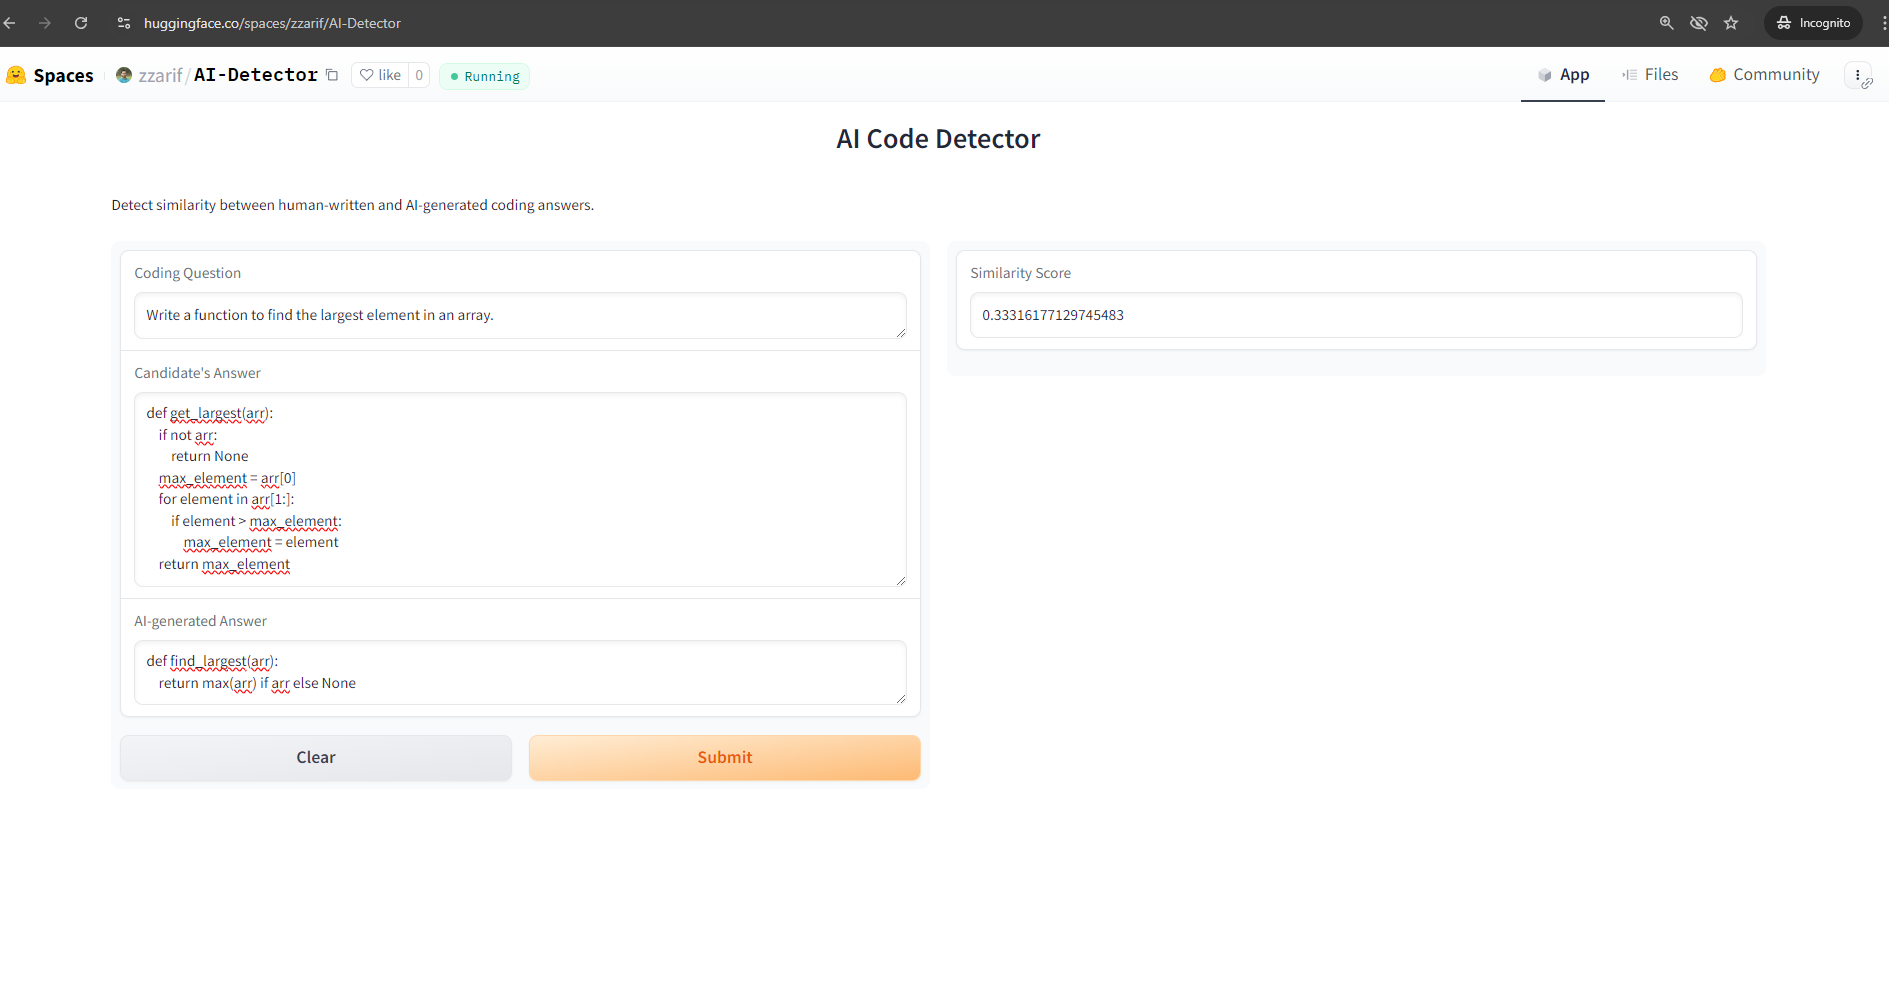 huggingface.co/spaces/zzarif/AI-Detector
Incognito
Spaces
zzarif/AI-Detector
like
0
Running
App
Files
Community
AI Code Detector
Detect similarity between human-written and AI-generated coding answers.
Coding Question
Write a function to find the largest element in an array.
Candidate's Answer
def get_largest(arr):
    if not arr:
        return None
    max_element = arr[0]
    for element in arr[1:]:
        if element > max_element:
            max_element = element
    return max_element
AI-generated Answer
def find_largest(arr):
    return max(arr) if arr else None
Clear
Submit
Similarity Score
0.33316177129745483